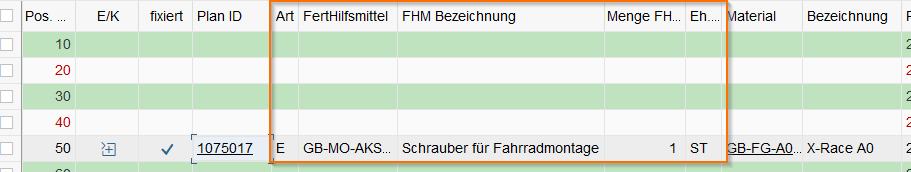 Pos. ... E/K fixiert Plan ID Art FertHilfsmittel FHM Bezeichnung Menge FH... Eh... Material Bezeichnung
10
20
30
40
50 1075017 E GB-MO-AKS... Schrauber für Fahrradmontage 1 ST GB-FG-A0... X-Race A0